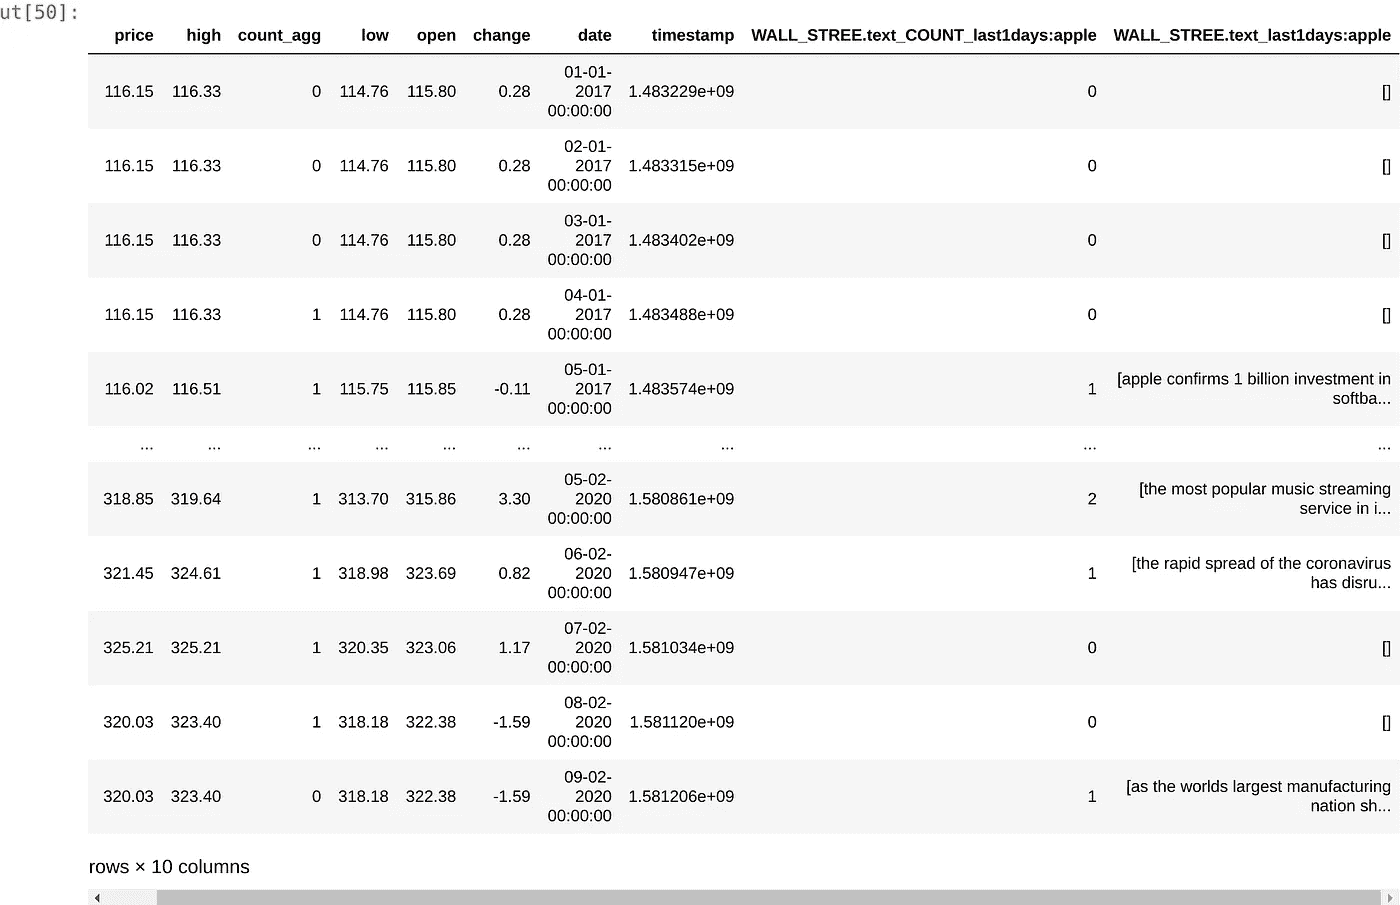 ut[50]:
price high count_agg low open change date timestamp WALL_STREE.text_COUNT_last1days:apple WALL_STREE.text_last1days:apple
01-01-
116.15 116.33 0 114.76 115.80 0.28 2017 1.483229e+09 0 []
00:00:00
02-01-
116.15 116.33 0 114.76 115.80 0.28 2017 1.483315e+09 0 []
00:00:00
03-01-
116.15 116.33 0 114.76 115.80 0.28 2017 1.483402e+09 0 []
00:00:00
04-01-
116.15 116.33 1 114.76 115.80 0.28 2017 1.483488e+09 0 []
00:00:00
05-01-
116.02 116.51 1 115.75 115.85 -0.11 2017 1.483574e+09 1 [apple confirms 1 billion investment in
00:00:00 softba...
... ... ... ... ... ... ... ... ... ...
05-02-
318.85 319.64 1 313.70 315.86 3.30 2020 1.580861e+09 2 [the most popular music streaming
00:00:00 service in i...
06-02-
321.45 324.61 1 318.98 323.69 0.82 2020 1.580947e+09 1 [the rapid spread of the coronavirus
00:00:00 has disru...
07-02-
325.21 325.21 1 320.35 323.06 1.17 2020 1.581034e+09 0 []
00:00:00
08-02-
320.03 323.40 1 318.18 322.38 -1.59 2020 1.581120e+09 0 []
00:00:00
09-02-
320.03 323.40 0 318.18 322.38 -1.59 2020 1.581206e+09 1 [as the worlds largest manufacturing
00:00:00 nation sh...
rows × 10 columns